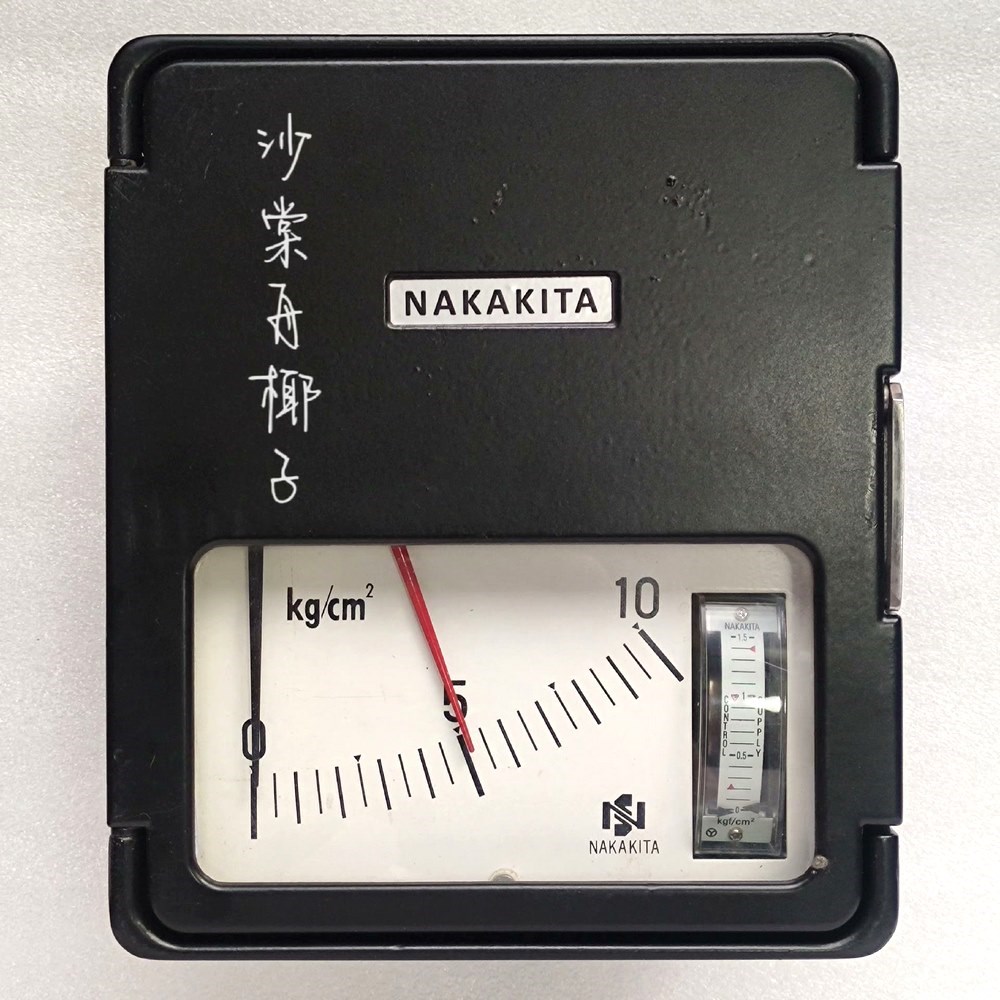 沙棠舟椰子
NAKAKITA
kg/cm²
0
5
10
NAKAKITA
NAKAKITA
1.5
1
0.5
0
CONTROL
SUPPLY
kgf/cm²